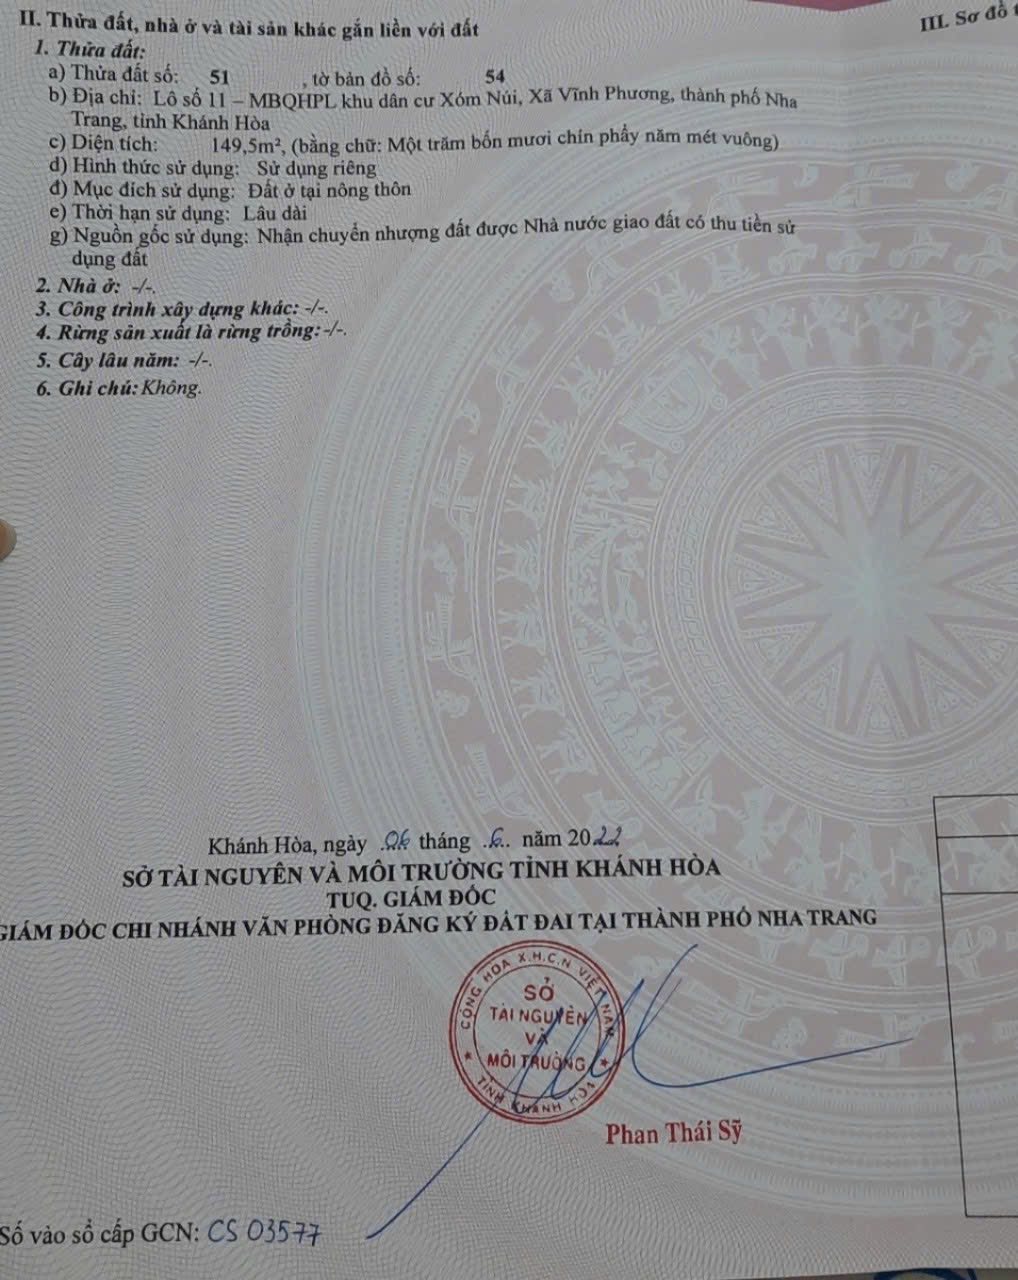 II. Thửa đất, nhà ở và tài sản khác gắn liền với đất
III. Sơ đồ
1. Thửa đất:
a) Thửa đất số: 51 , tờ bản đồ số: 54
b) Địa chỉ: Lô số 11 – MBQHPL khu dân cư Xóm Núi, Xã Vĩnh Phương, thành phố Nha
Trang, tỉnh Khánh Hòa
c) Diện tích: 149,5m², (bằng chữ: Một trăm bốn mươi chín phẩy năm mét vuông)
d) Hình thức sử dụng: Sử dụng riêng
đ) Mục đích sử dụng: Đất ở tại nông thôn
e) Thời hạn sử dụng: Lâu dài
g) Nguồn gốc sử dụng: Nhận chuyển nhượng đất được Nhà nước giao đất có thu tiền sử
dụng đất
2. Nhà ở: -/-.
3. Công trình xây dựng khác: -/-.
4. Rừng sản xuất là rừng trồng: -/-.
5. Cây lâu năm: -/-.
6. Ghi chú: Không.
Khánh Hòa, ngày .06 tháng .6.. năm 2022
SỞ TÀI NGUYÊN VÀ MÔI TRƯỜNG TỈNH KHÁNH HÒA
TUQ. GIÁM ĐỐC
GIÁM ĐỐC CHI NHÁNH VĂN PHÒNG ĐĂNG KÝ ĐẤT ĐAI TẠI THÀNH PHỐ NHA TRANG
CỘNG HÒA X.H.C.N VIỆT NAM
SỞ
TÀI NGUYÊN
VÀ
MÔI TRƯỜNG
TỈNH KHÁNH HÒA
Phan Thái Sỹ
Số vào sổ cấp GCN: CS 03577